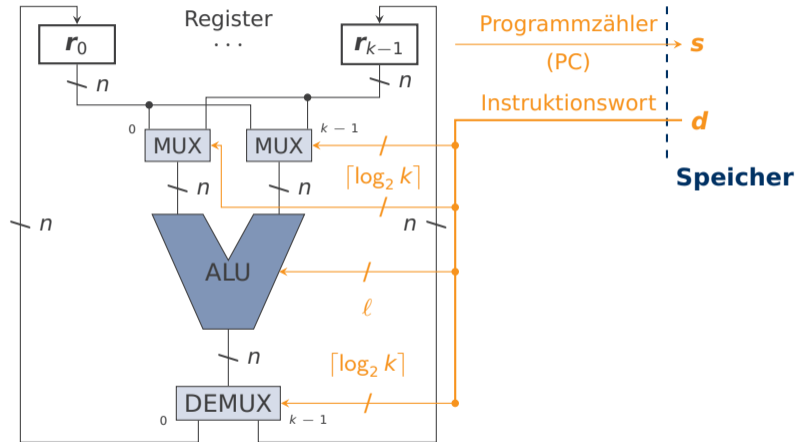 Register
r0 ... rk−1
n
n
Programmzähler
s
(PC)
Instruktionswort
d
Speicher
0 k − 1
MUX MUX
⌈log2 k⌉
n n
n n
ALU
ℓ
n
⌈log2 k⌉
DEMUX
0 k − 1